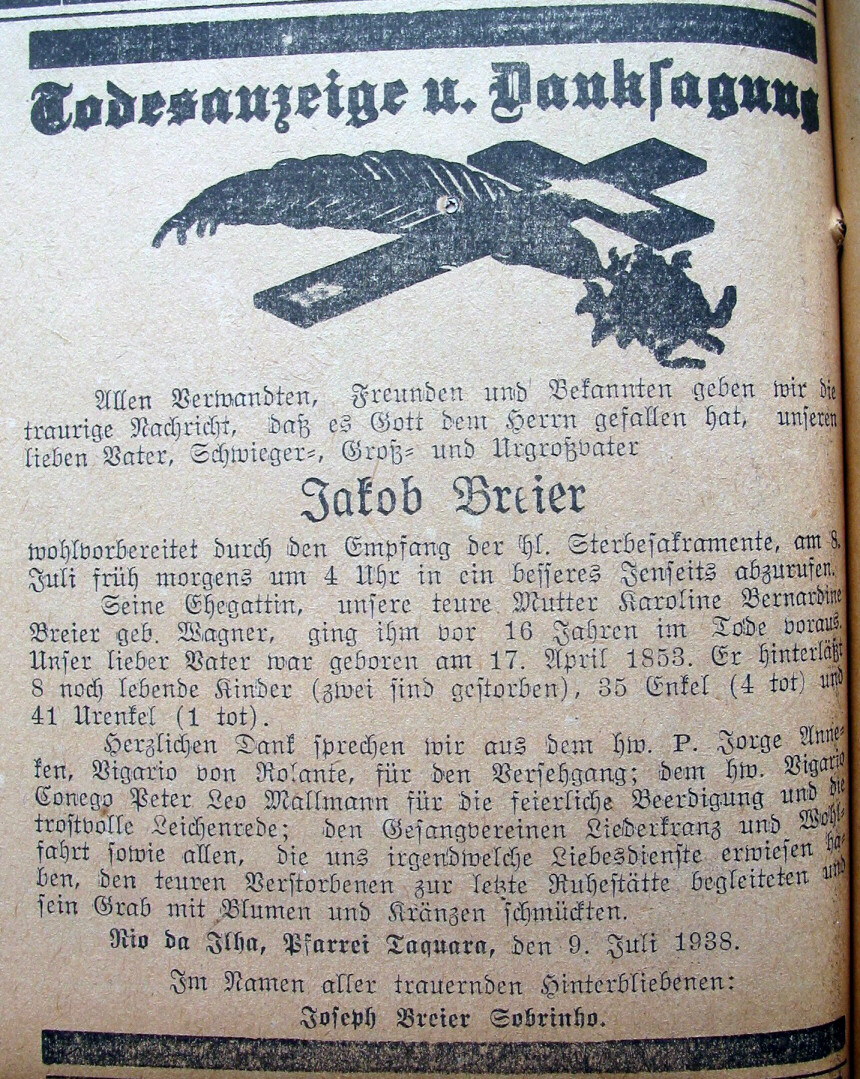 Todesanzeige u. Danksagung
Allen Verwandten, Freunden und Bekannten geben wir die
traurige Nachricht, daß es Gott dem Herrn gefallen hat, unseren
lieben Vater, Schwieger-, Groß- und Urgroßvater
Jakob Breier
wohlvorbereitet durch den Empfang der hl. Sterbesakramente, am 8.
Juli früh morgens um 4 Uhr in ein besseres Jenseits abzurufen.
Seine Ehegattin, unsere teure Mutter Karoline Bernardine
Breier geb. Wagner, ging ihm vor 16 Jahren im Tode voraus.
Unser lieber Vater war geboren am 17. April 1853. Er hinterläßt
8 noch lebende Kinder (zwei sind gestorben), 35 Enkel (4 tot) und
41 Urenkel (1 tot).
Herzlichen Dank sprechen wir aus dem hw. P. Jorge Annecken-
ken, Vigario von Rolante, für den Versehgang; dem hw. Vigario
Conego Peter Leo Mallmann für die feierliche Beerdigung und die
trostvolle Leichenrede; den Gesangvereinen Liederkranz und Wohl-
fahrt sowie allen, die uns irgendwelche Liebesdienste erwiesen ha-
ben, den teuren Verstorbenen zur letzte Ruhestätte begleiteten und
sein Grab mit Blumen und Kränzen schmückten.
Rio da Ilha, Pfarrei Taquara, den 9. Juli 1938.
Im Namen aller trauernden Hinterbliebenen:
Joseph Breier Sobrinho.